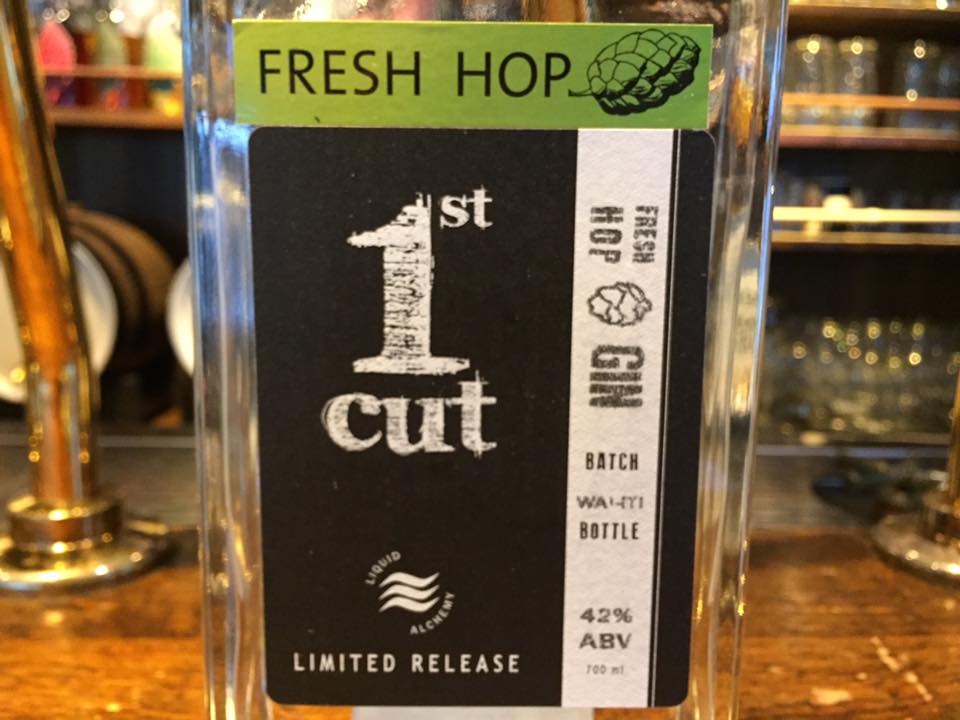 FRESH HOP
1st
cut
LIQUID
ALCHEMY
LIMITED RELEASE
FRESH
HOP
GIN
BATCH
WAI-ITI
BOTTLE
42%
ABV
700 ml